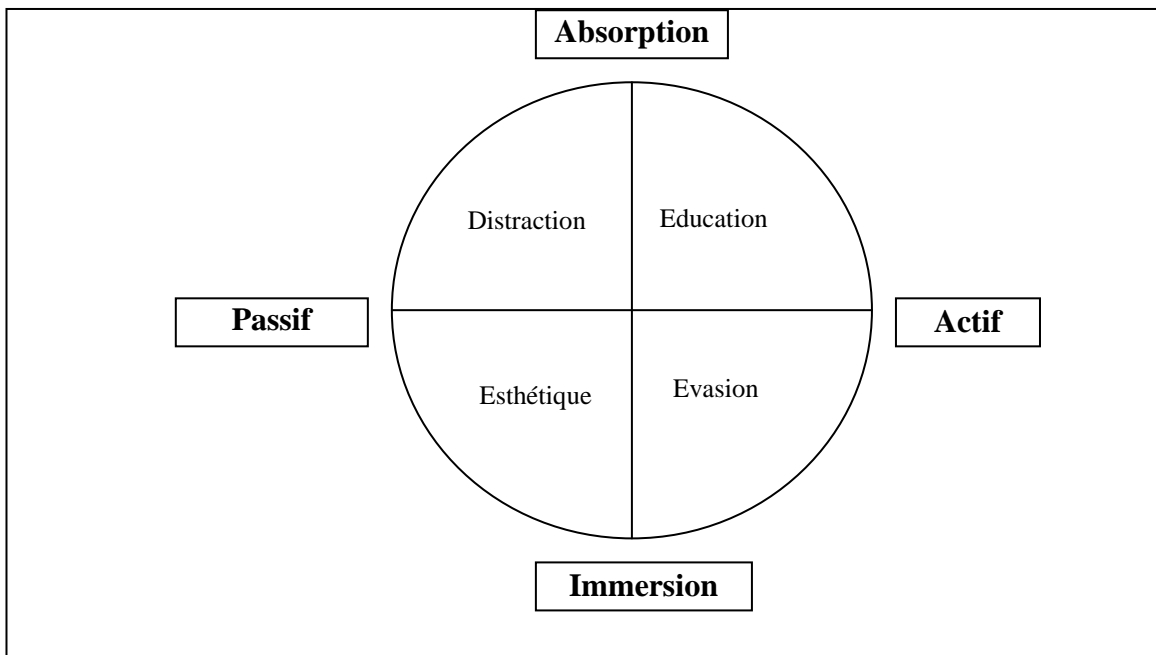 Absorption
Distraction
Education
Passif
Actif
Esthétique
Evasion
Immersion